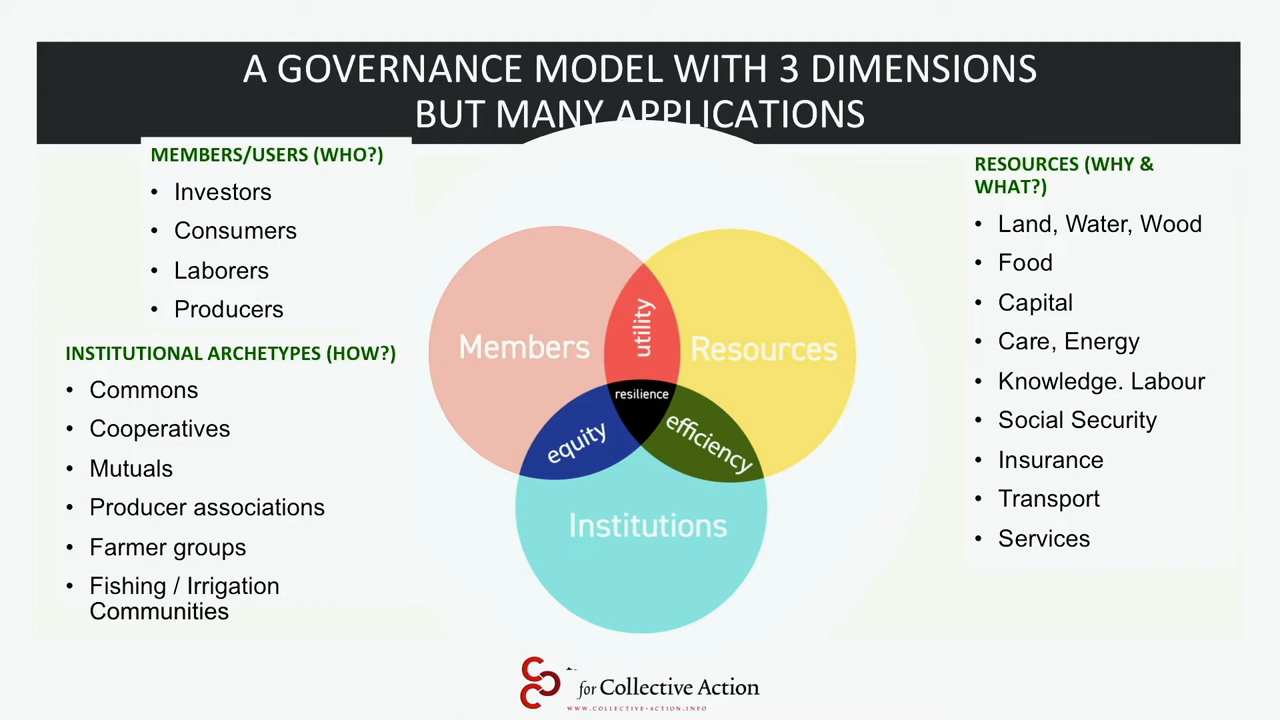 A GOVERNANCE MODEL WITH 3 DIMENSIONS
BUT MANY APPLICATIONS
MEMBERS/USERS (WHO?)
• Investors
• Consumers
• Laborers
• Producers
INSTITUTIONAL ARCHETYPES (HOW?)
• Commons
• Cooperatives
• Mutuals
• Producer associations
• Farmer groups
• Fishing / Irrigation
Communities
Members
utility
Resources
resilience
equity
efficiency
Institutions
RESOURCES (WHY &
WHAT?)
• Land, Water, Wood
• Food
• Capital
• Care, Energy
• Knowledge. Labour
• Social Security
• Insurance
• Transport
• Services
for Collective Action
WWW.COLLECTIVE-ACTION.INFO